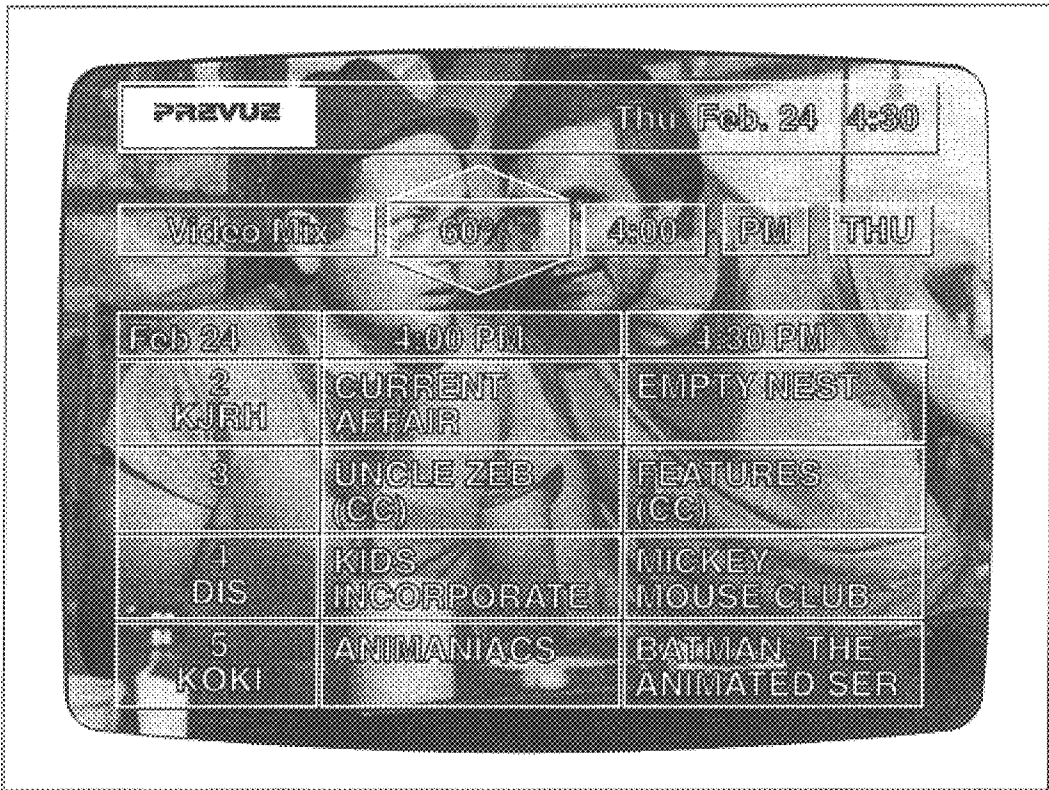 PREVUE Thu Feb. 24 4:30
Video Mix 60% 4:00 PM THU
Feb 24 4:00 PM 4:30 PM
2 CURRENT EMPTY NEST
KJRH AFFAIR
3 UNCLE ZEB FEATURES
(CC) (CC)
4 KIDS MICKEY
DIS INCORPORATE MOUSE CLUB
5 ANIMANIACS BATMAN: THE
KOKI ANIMATED SER